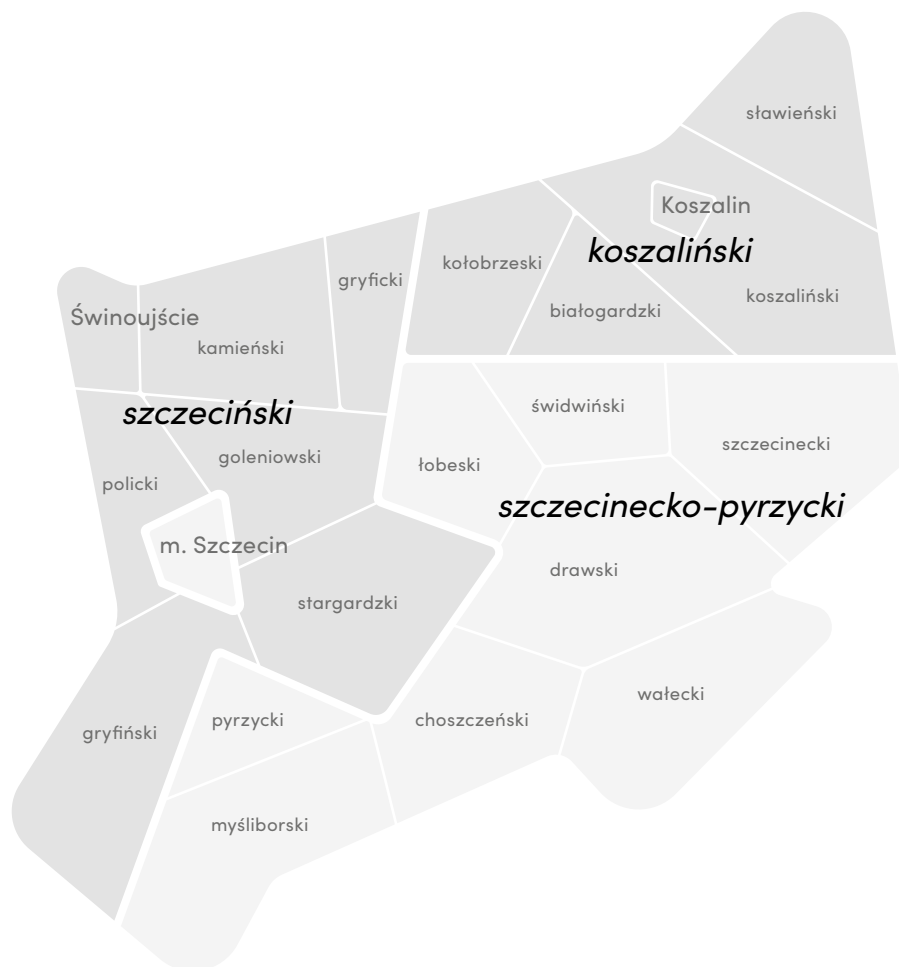 sławieński
Koszalin
koszaliński
kołobrzeski
gryficki
koszaliński
białogardzki
Świnoujście
kamieński
świdwiński
szczeciński
szczecinecki
goleniowski
łobeski
policki
szczecinecko-pyrzycki
m. Szczecin
drawski
stargardzki
wałecki
pyrzycki
choszczeński
gryfiński
myśliborski